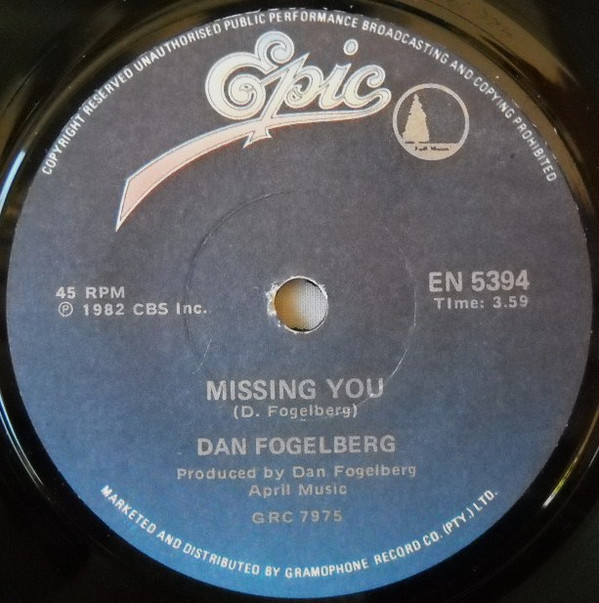 COPYRIGHT RESERVED UNAUTHORISED PUBLIC PERFORMANCE BROADCASTING AND COPYING PROHIBITED
Epic
April Music
45 RPM
Ⓟ 1982 CBS Inc.
EN 5394
TIme: 3.59
MISSING YOU
(D. Fogelberg)
DAN FOGELBERG
Produced by Dan Fogelberg
April Music
GRC 7975
MARKETED AND DISTRIBUTED BY GRAMOPHONE RECORD CO. (PTY.) LTD.